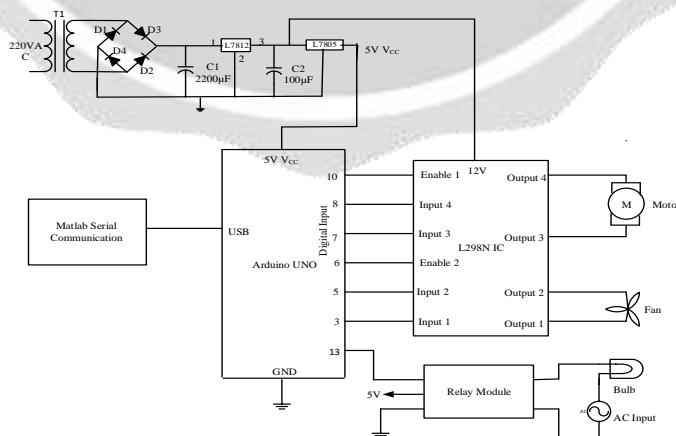 T1
220VA
C
D1
D3
D4
D2
1
L7812
3
2
L7805
5V VCC
C1
2200µF
C2
100µF
5V VCC
12V
10
Enable 1
Output 4
8
Input 4
M
Moto
Matlab Serial
Communication
USB
Digital Input
7
Input 3
Output 3
L298N IC
Arduino UNO
6
Enable 2
5
Input 2
Output 2
Fan
3
Input 1
Output 1
13
GND
5V
Relay Module
Bulb
AC
AC Input